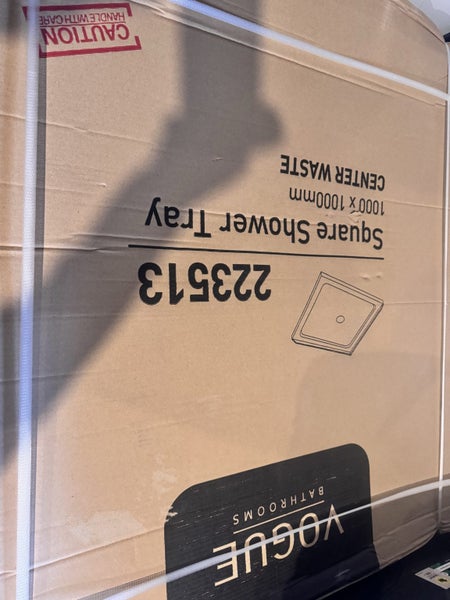 VOGUE
BATHROOMS
223513
Square Shower Tray
1000 x 1000mm
CENTER WASTE
CAUTION
HANDLE WITH CARE